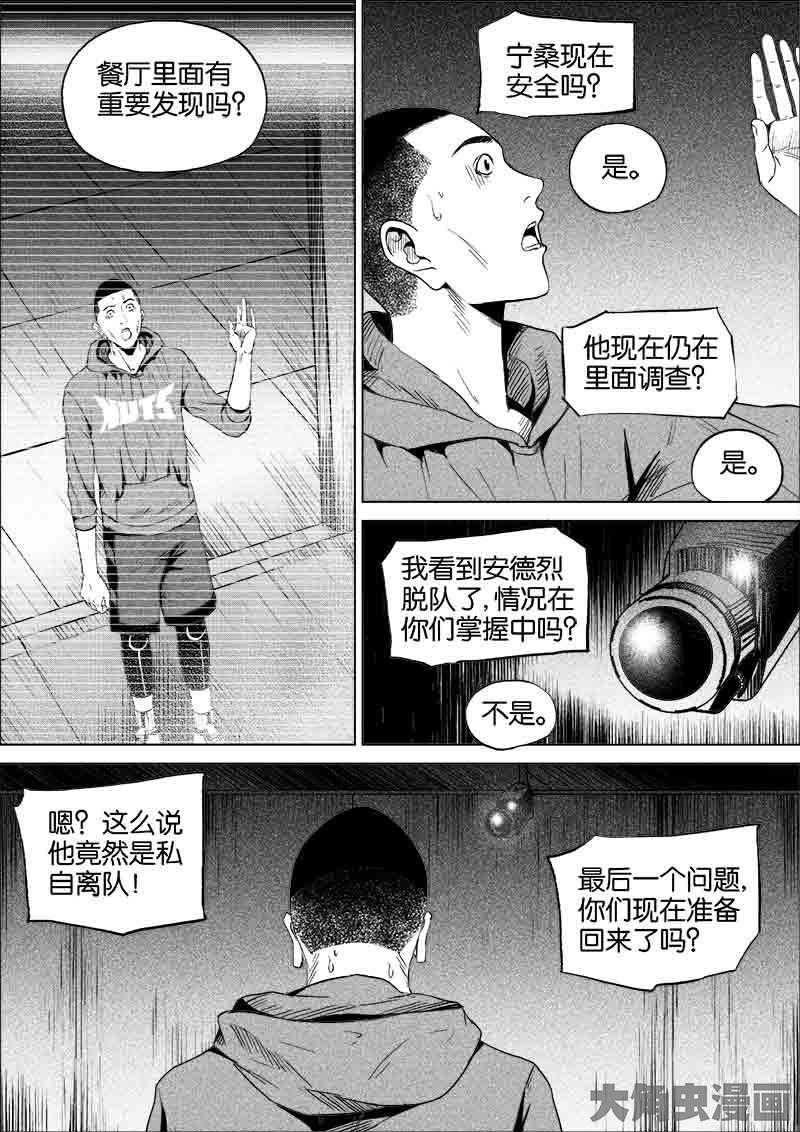 餐厅里面有
重要发现吗？
NUTS
宁桑现在
安全吗？
是。
他现在仍在
里面调查？
是。
我看到安德烈
脱队了，情况在
你们掌握中吗？
不是。
嗯？这么说
他竟然是私
自离队！
最后一个问题，
你们现在准备
回来了吗？
大角虫漫画